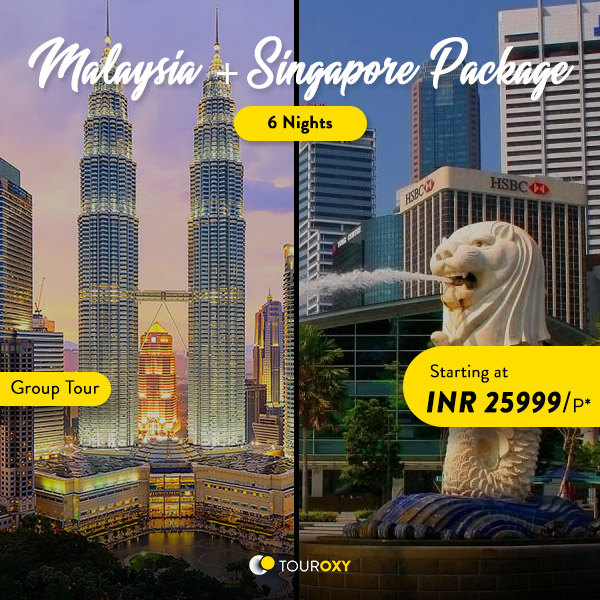 Malaysia + Singapore Package
6 Nights
HSBC
HSBC
Group Tour
Starting at
INR 25999/P*
TOUROXY